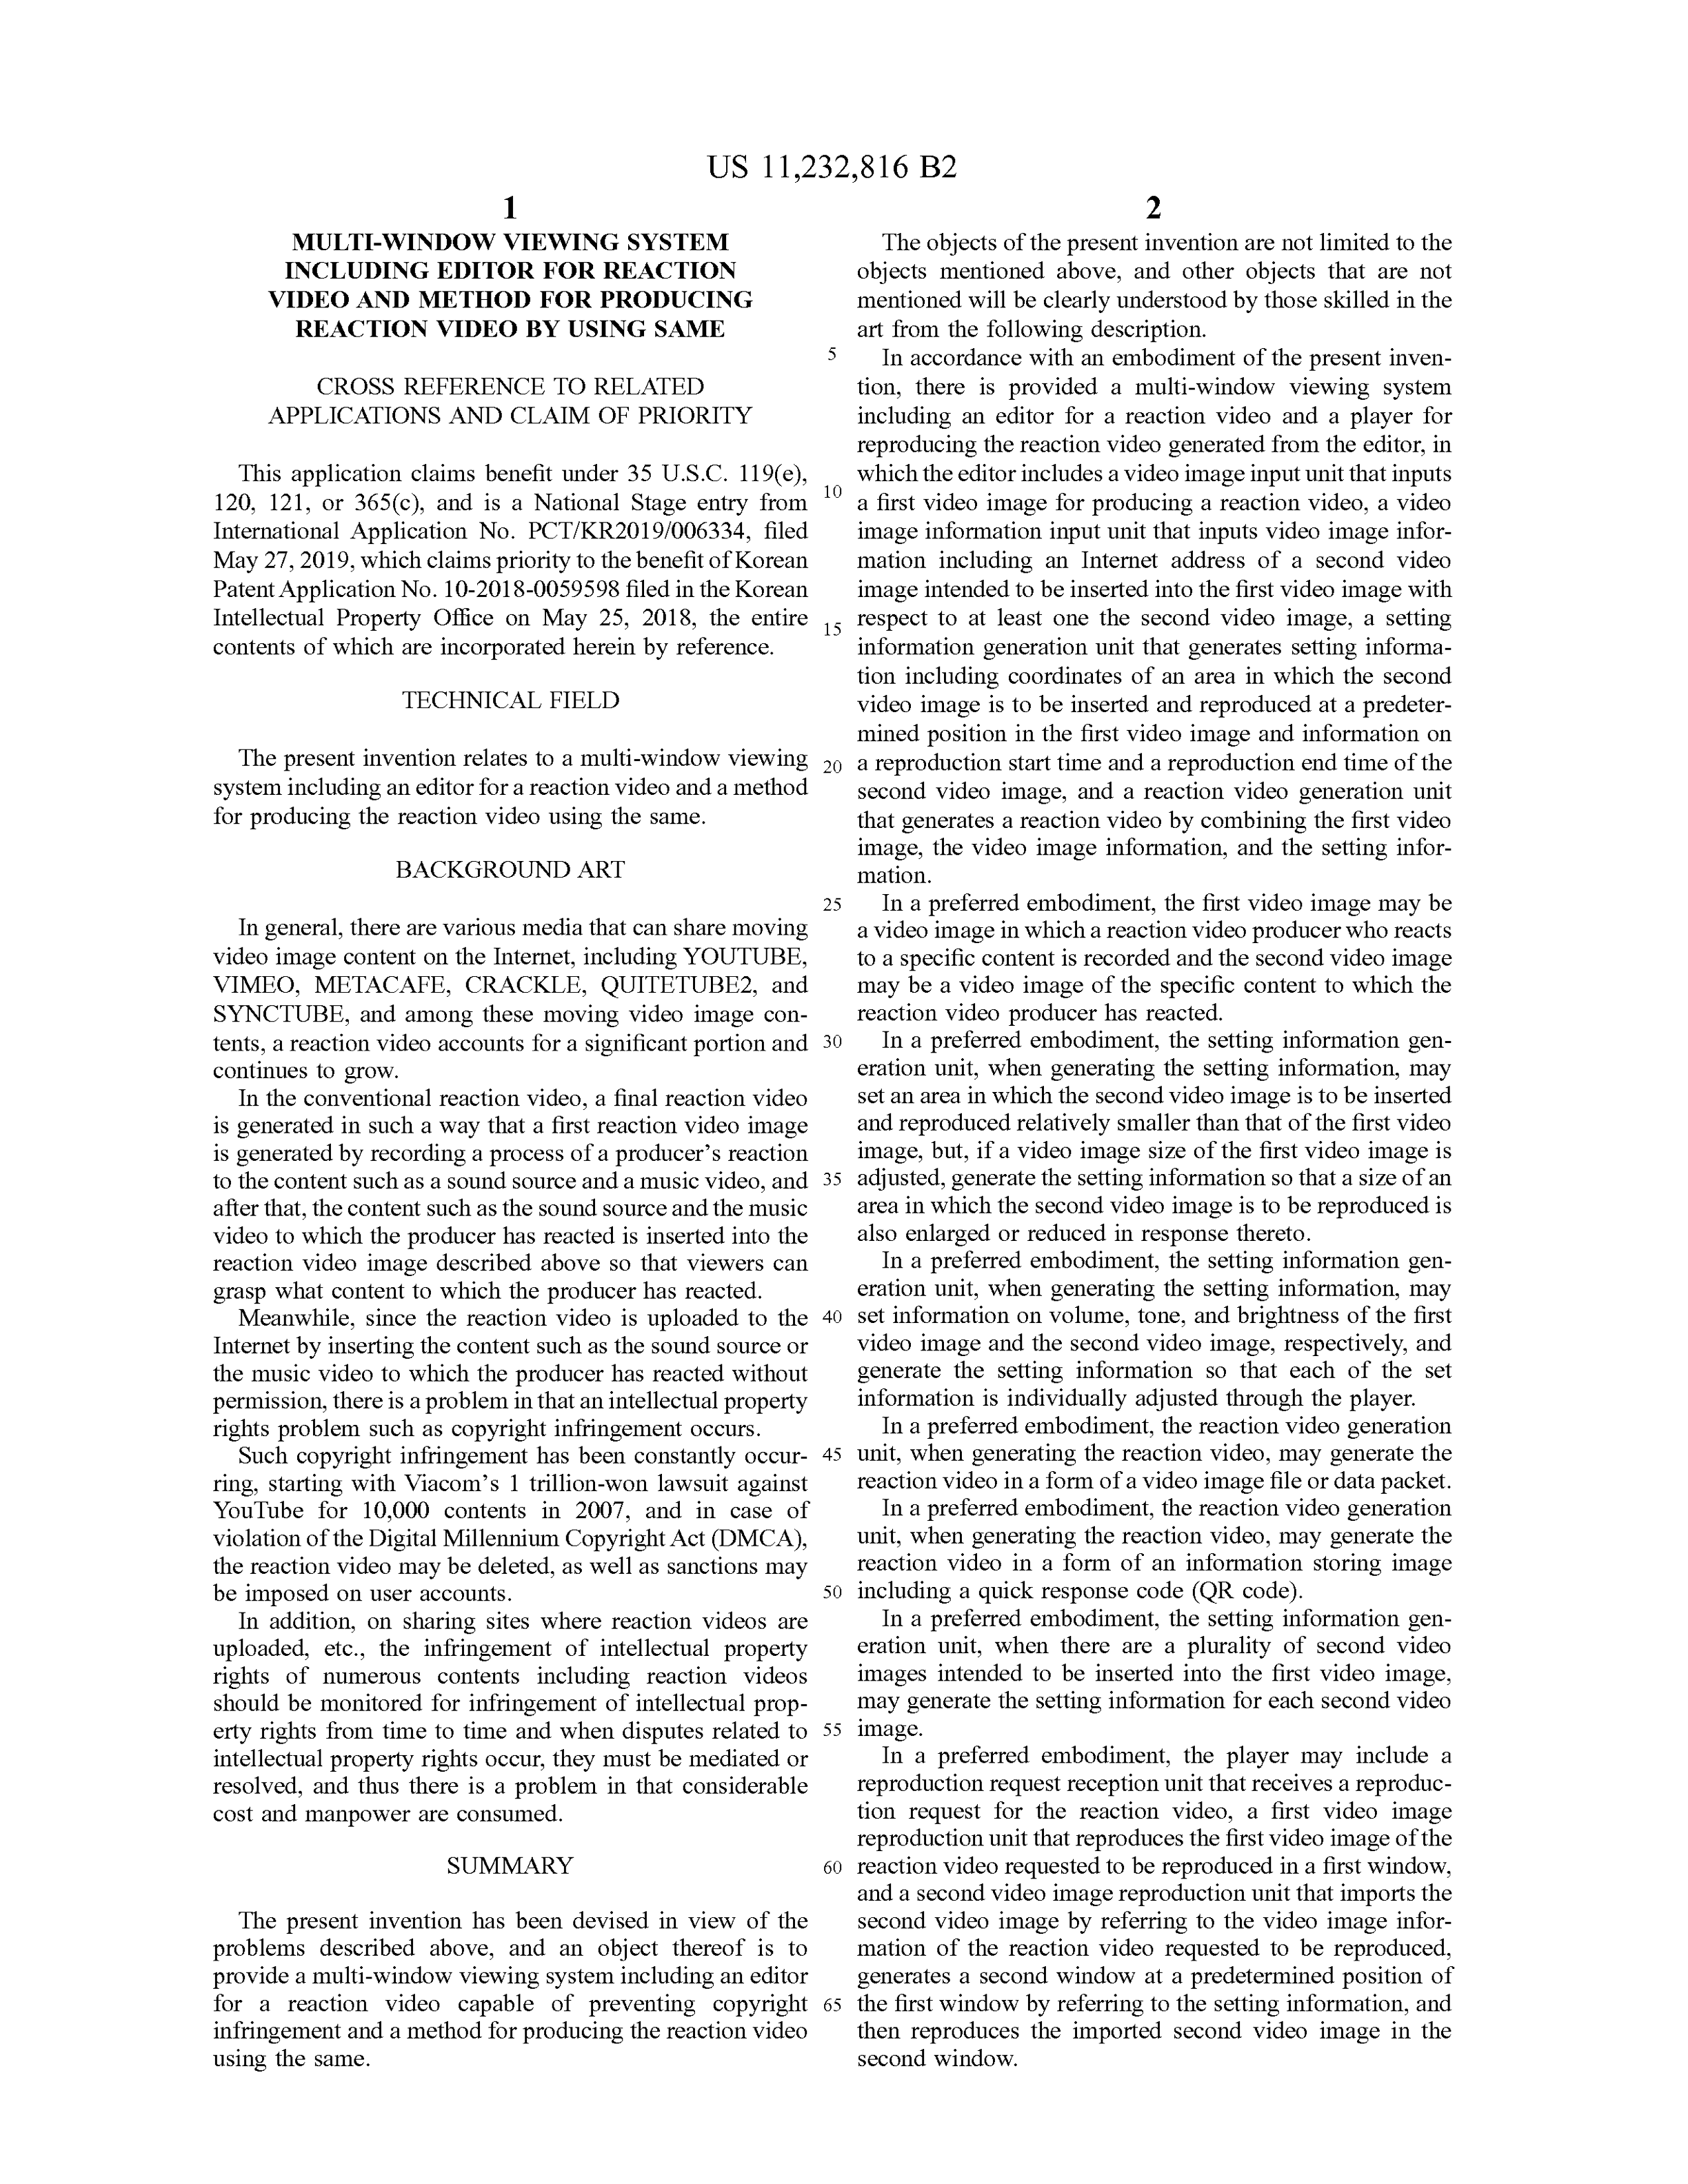 US 11,232,816 B2
1
MULTI-WINDOW VIEWING SYSTEM
INCLUDING EDITOR FOR REACTION
VIDEO AND METHOD FOR PRODUCING
REACTION VIDEO BY USING SAME
CROSS REFERENCE TO RELATED
APPLICATIONS AND CLAIM OF PRIORITY
This application claims benefit under 35 U.S.C. 119(e),
120, 121, or 365(c), and is a National Stage entry from
International Application No. PCT/KR2019/006334, filed
May 27, 2019, which claims priority to the benefit of Korean
Patent Application No. 10-2018-0059598 filed in the Korean
Intellectual Property Office on May 25, 2018, the entire
contents of which are incorporated herein by reference.
TECHNICAL FIELD
The present invention relates to a multi-window viewing
system including an editor for a reaction video and a method
for producing the reaction video using the same.
BACKGROUND ART
In general, there are various media that can share moving
video image content on the Internet, including YOUTUBE,
VIMEO, METACAFE, CRACKLE, QUITETUBE2, and
SYNCTUBE, and among these moving video image con-
tents, a reaction video accounts for a significant portion and
continues to grow.
In the conventional reaction video, a final reaction video
is generated in such a way that a first reaction video image
is generated by recording a process of a producer's reaction
to the content such as a sound source and a music video, and
after that, the content such as the sound source and the music
video to which the producer has reacted is inserted into the
reaction video image described above so that viewers can
grasp what content to which the producer has reacted.
Meanwhile, since the reaction video is uploaded to the
Internet by inserting the content such as the sound source or
the music video to which the producer has reacted without
permission, there is a problem in that an intellectual property
rights problem such as copyright infringement occurs.
Such copyright infringement has been constantly occur-
ring, starting with Viacom's 1 trillion-won lawsuit against
YouTube for 10,000 contents in 2007, and in case of
violation of the Digital Millennium Copyright Act (DMCA),
the reaction video may be deleted, as well as sanctions may
be imposed on user accounts.
In addition, on sharing sites where reaction videos are
uploaded, etc., the infringement of intellectual property
rights of numerous contents including reaction videos
should be monitored for infringement of intellectual prop-
erty rights from time to time and when disputes related to
intellectual property rights occur, they must be mediated or
resolved, and thus there is a problem in that considerable
cost and manpower are consumed.
SUMMARY
The present invention has been devised in view of the
problems described above, and an object thereof is to
provide a multi-window viewing system including an editor
for a reaction video capable of preventing copyright
infringement and a method for producing the reaction video
using the same.
5
10
15
20
25
30
35
40
45
50
55
60
65
2
The objects of the present invention are not limited to the
objects mentioned above, and other objects that are not
mentioned will be clearly understood by those skilled in the
art from the following description.
In accordance with an embodiment of the present inven-
tion, there is provided a multi-window viewing system
including an editor for a reaction video and a player for
reproducing the reaction video generated from the editor, in
which the editor includes a video image input unit that inputs
a first video image for producing a reaction video, a video
image information input unit that inputs video image infor-
mation including an Internet address of a second video
image intended to be inserted into the first video image with
respect to at least one the second video image, a setting
information generation unit that generates setting informa-
tion including coordinates of an area in which the second
video image is to be inserted and reproduced at a predeter-
mined position in the first video image and information on
a reproduction start time and a reproduction end time of the
second video image, and a reaction video generation unit
that generates a reaction video by combining the first video
image, the video image information, and the setting infor-
mation.
In a preferred embodiment, the first video image may be
a video image in which a reaction video producer who reacts
to a specific content is recorded and the second video image
may be a video image of the specific content to which the
reaction video producer has reacted.
In a preferred embodiment, the setting information gen-
eration unit, when generating the setting information, may
set an area in which the second video image is to be inserted
and reproduced relatively smaller than that of the first video
image, but, if a video image size of the first video image is
adjusted, generate the setting information so that a size of an
area in which the second video image is to be reproduced is
also enlarged or reduced in response thereto.
In a preferred embodiment, the setting information gen-
eration unit, when generating the setting information, may
set information on volume, tone, and brightness of the first
video image and the second video image, respectively, and
generate the setting information so that each of the set
information is individually adjusted through the player.
In a preferred embodiment, the reaction video generation
unit, when generating the reaction video, may generate the
reaction video in a form of a video image file or data packet.
In a preferred embodiment, the reaction video generation
unit, when generating the reaction video, may generate the
reaction video in a form of an information storing image
including a quick response code (QR code).
In a preferred embodiment, the setting information gen-
eration unit, when there are a plurality of second video
images intended to be inserted into the first video image,
may generate the setting information for each second video
image.
In a preferred embodiment, the player may include a
reproduction request reception unit that receives a reproduc-
tion request for the reaction video, a first video image
reproduction unit that reproduces the first video image of the
reaction video requested to be reproduced in a first window,
and a second video image reproduction unit that imports the
second video image by referring to the video image infor-
mation of the reaction video requested to be reproduced,
generates a second window at a predetermined position of
the first window by referring to the setting information, and
then reproduces the imported second video image in the
second window.